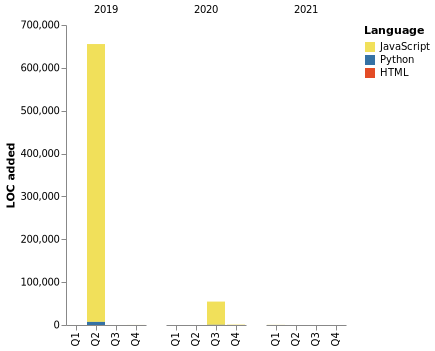 2019 2020 2021
Language
JavaScript
Python
HTML
LOC added
700,000
600,000
500,000
400,000
300,000
200,000
100,000
0
Q1 Q2 Q3 Q4 Q1 Q2 Q3 Q4 Q1 Q2 Q3 Q4